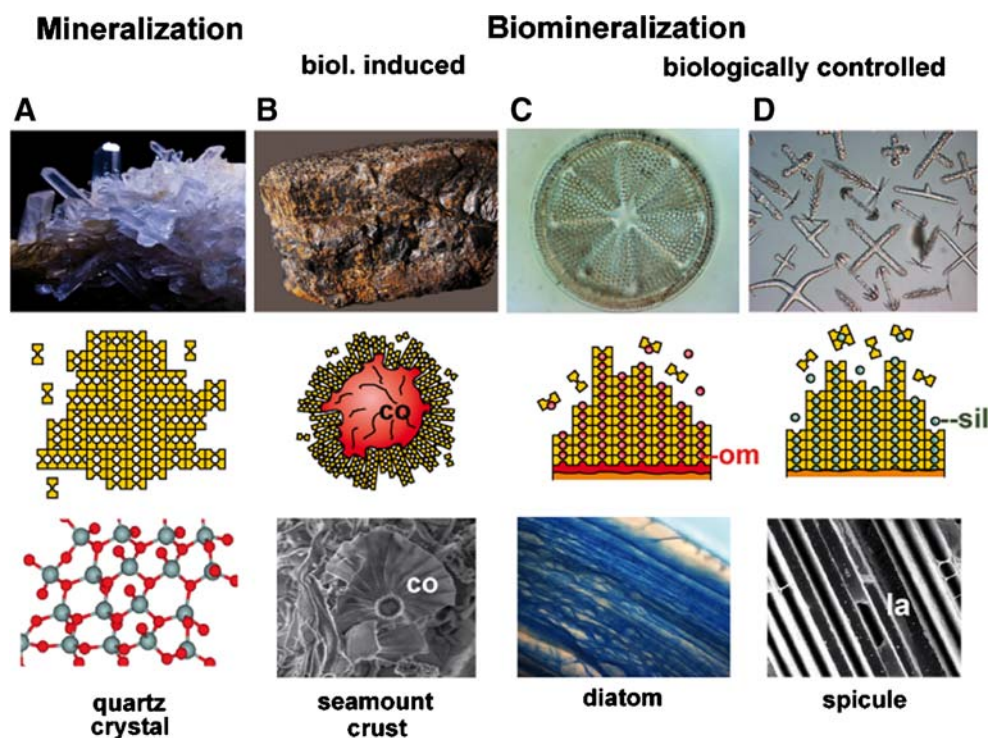 Mineralization
Biomineralization
biol. induced
biologically controlled
A
B
C
D
co
--sil
-om
co
la
quartz
crystal
seamount
crust
diatom
spicule